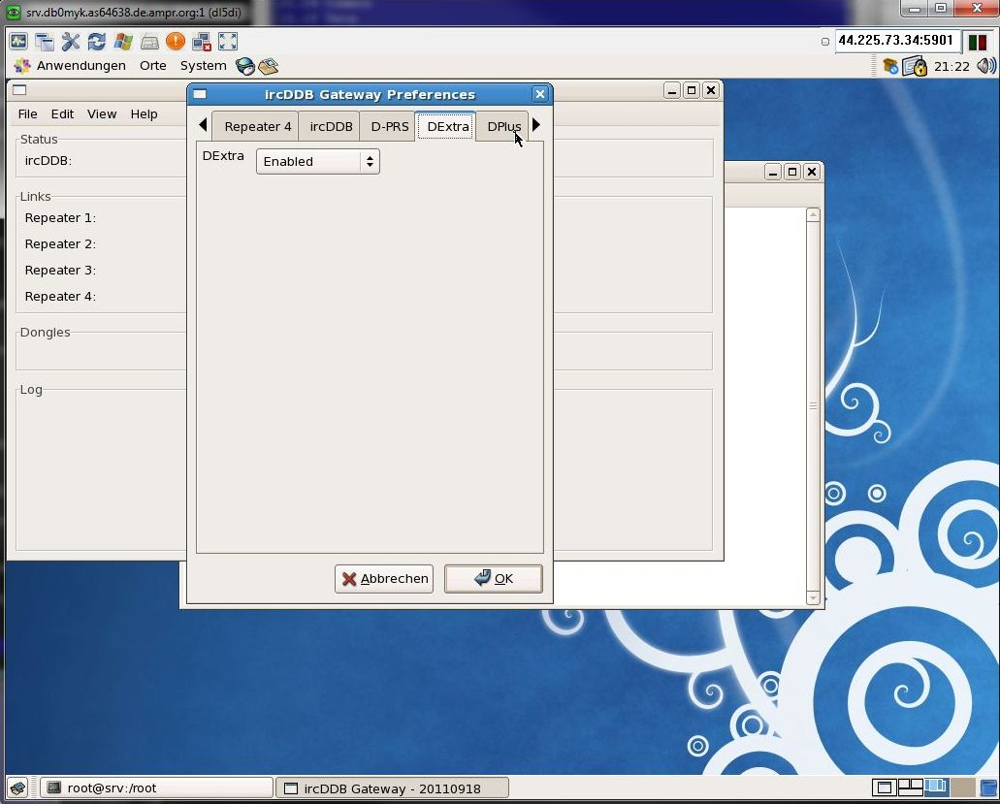 srv.db0myk.as64638.de.ampr.org:1 (dl5di)
44.225.73.34:5901
Anwendungen Orte System
21:22
ircDDB Gateway Preferences
File Edit View Help
Repeater 4 ircDDB D-PRS DExtra DPlus
Status
ircDDB:
DExtra Enabled
Links
Repeater 1:
Repeater 2:
Repeater 3:
Repeater 4:
Dongles
Log
Abbrechen OK
root@srv:/root
ircDDB Gateway - 20110918